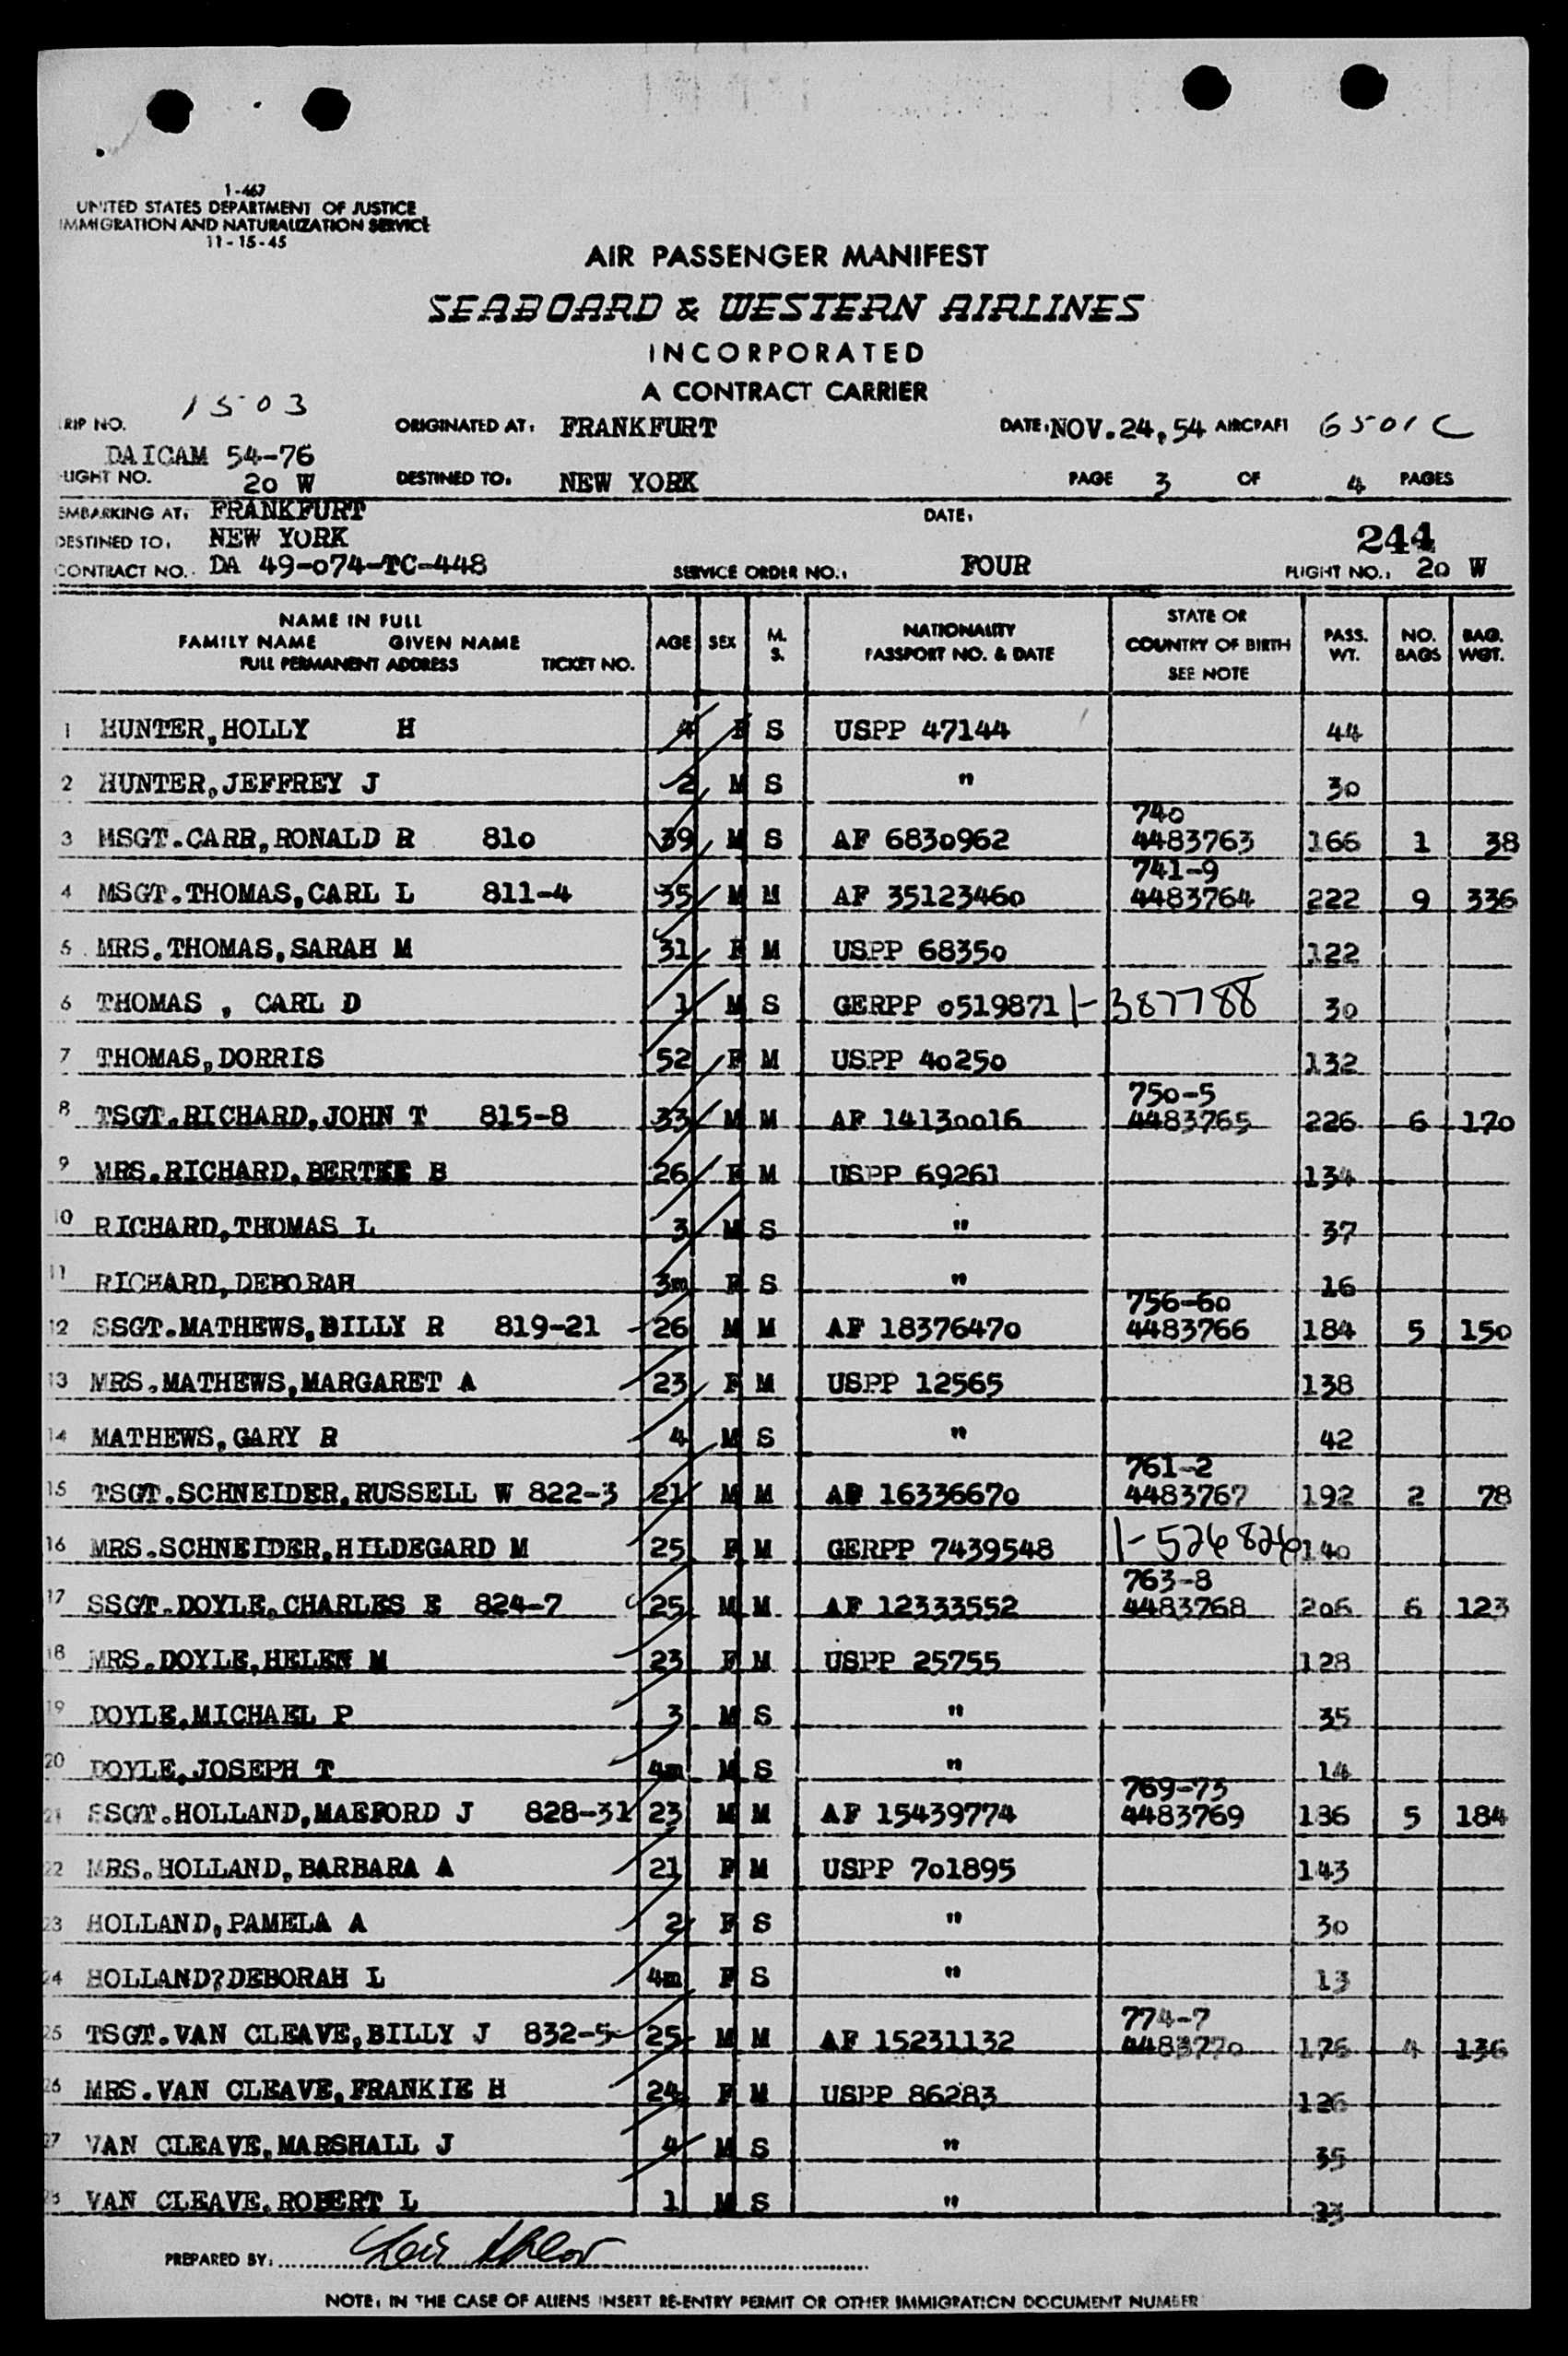 1-467
UNITED STATES DEPARTMENT OF JUSTICE
IMMIGRATION AND NATURALIZATION SERVICE
11-15-45
AIR PASSENGER MANIFEST
SEABOARD & WESTERN AIRLINES
INCORPORATED
A CONTRACT CARRIER
RIP NO. 1503 ORIGINATED AT: FRANKFURT DATE: NOV.24,54 AIRCRAFT 6501C
DAICAM 54-76
LIGHT NO. 20 W DESTINED TO: NEW YORK PAGE 3 OF 4 PAGES
EMBARKING AT: FRANKFURT DATE:
DESTINED TO: NEW YORK 244
CONTRACT NO. DA 49-074-TC-448 SERVICE ORDER NO.: FOUR FLIGHT NO.: 20 W
NAME IN FULL
FAMILY NAME GIVEN NAME
FULL PERMANENT ADDRESS TICKET NO. AGE SEX M. S. NATIONALITY PASSPORT NO. & DATE STATE OR COUNTRY OF BIRTH SEE NOTE PASS. WT. NO. BAGS BAG. WGT.
1 HUNTER,HOLLY H 4 F S USPP 47144 44
2 HUNTER,JEFFREY J 2 M S " 30
740
3 MSGT.CARR,RONALD R 810 39 M S AF 6830962 4483763 166 1 38
741-9
4 MSGT.THOMAS,CARL L 811-4 35 M M AF 35123460 4483764 222 9 336
5 MRS.THOMAS,SARAH M 31 F M USPP 68350 122
6 THOMAS , CARL D 1 M S GERPP 0519871 1-387788 30
7 THOMAS,DORRIS 52 F M USPP 40250 132
750-5
8 TSGT.RICHARD,JOHN T 815-8 33 M M AF 14130016 4483765 226 6 170
9 MRS.RICHARD,BERTEE B 26 F M USPP 69261 134
10 RICHARD,THOMAS L 3 M S " 37
11 RICHARD,DEBORAH 3m F S " 16
756-60
12 SSGT.MATHEWS,BILLY R 819-21 26 M M AF 18376470 4483766 184 5 150
13 MRS.MATHEWS,MARGARET A 23 F M USPP 12565 138
14 MATHEWS,GARY R 4 M S " 42
761-2
15 TSGT.SCHNEIDER,RUSSELL W 822-3 21 M M AF 16336670 4483767 192 2 78
16 MRS.SCHNEIDER,HILDEGARD M 25 F M GERPP 7439548 1-526826 140
763-8
17 SSGT.DOYLE,CHARLES E 824-7 25 M M AF 12333552 4483768 206 6 123
18 MRS.DOYLE,HELEN M 23 F M USPP 25755 128
19 DOYLE,MICHAEL P 3 M S " 35
20 DOYLE,JOSEPH T 4m M S " 14
769-73
21 SSGT.HOLLAND,MAEFORD J 828-31 23 M M AF 15439774 4483769 186 5 184
22 MRS.HOLLAND,BARBARA A 21 F M USPP 701895 143
23 HOLLAND,PAMELA A 2 F S " 30
24 HOLLAND?DEBORAH L 4m F S " 13
774-7
25 TSGT.VAN CLEAVE,BILLY J 832-5 25 M M AF 15231132 4483770 176 4 136
26 MRS.VAN CLEAVE,FRANKIE H 24 F M USPP 86283 126
27 VAN CLEAVE,MARSHALL J 4 M S " 35
28 VAN CLEAVE,ROBERT L 1 M S " 23
PREPARED BY:
NOTE: IN THE CASE OF ALIENS INSERT RE-ENTRY PERMIT OR OTHER IMMIGRATION DOCUMENT NUMBER